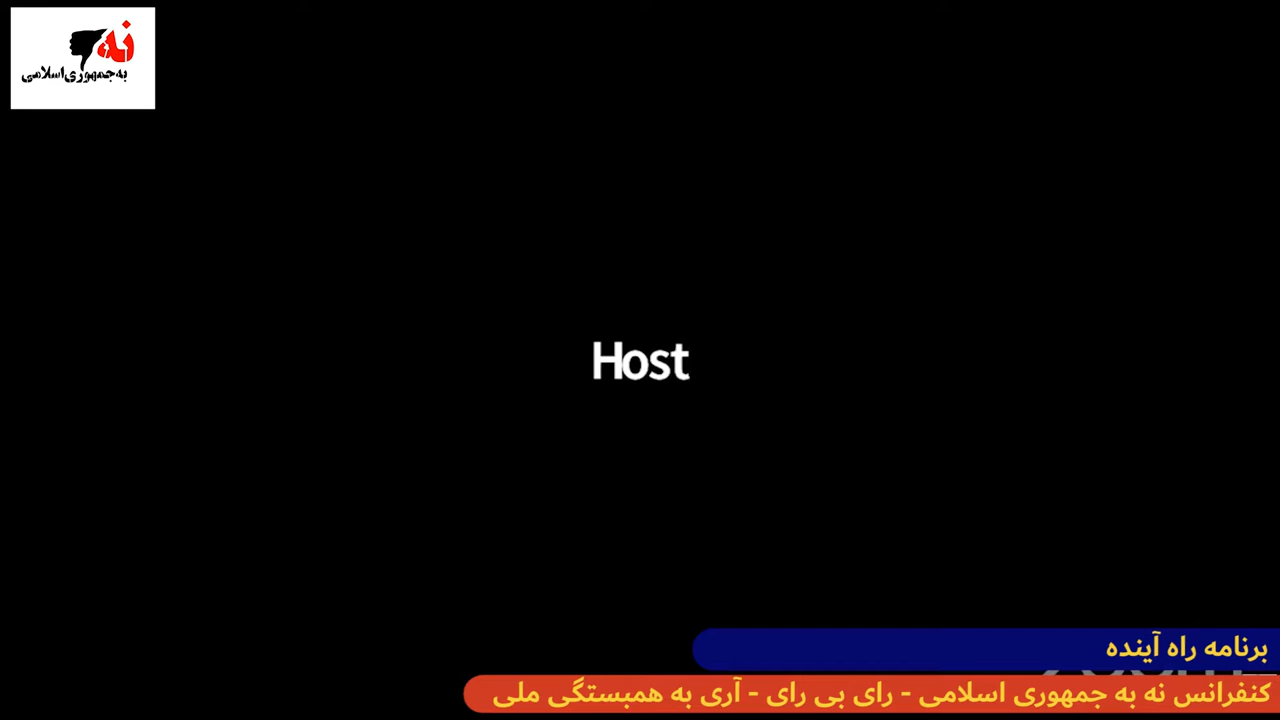 نه
به جمهوری اسلامی
Host
برنامه راه آینده
کنفرانس نه به جمهوری اسلامی - رای بی رای - آری به همبستگی ملی